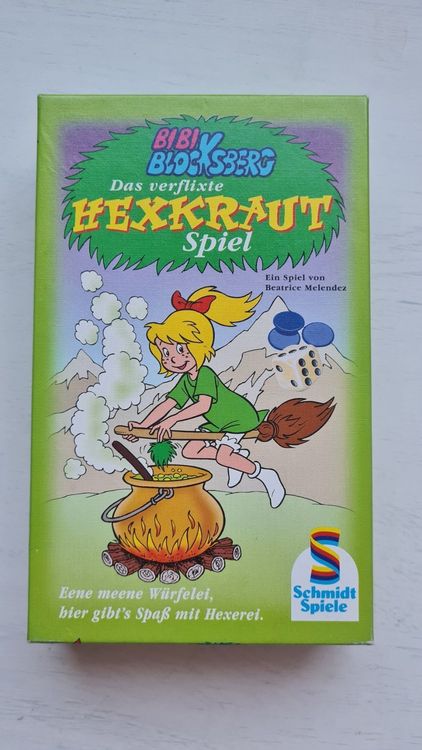 BIBI
BLOCKSBERG
Das verflixte
HEXKRAUT
Spiel
Ein Spiel von
Beatrice Melendez
Eene meene Würfelei,
hier gibt's Spaß mit Hexerei.
Schmidt
Spiele